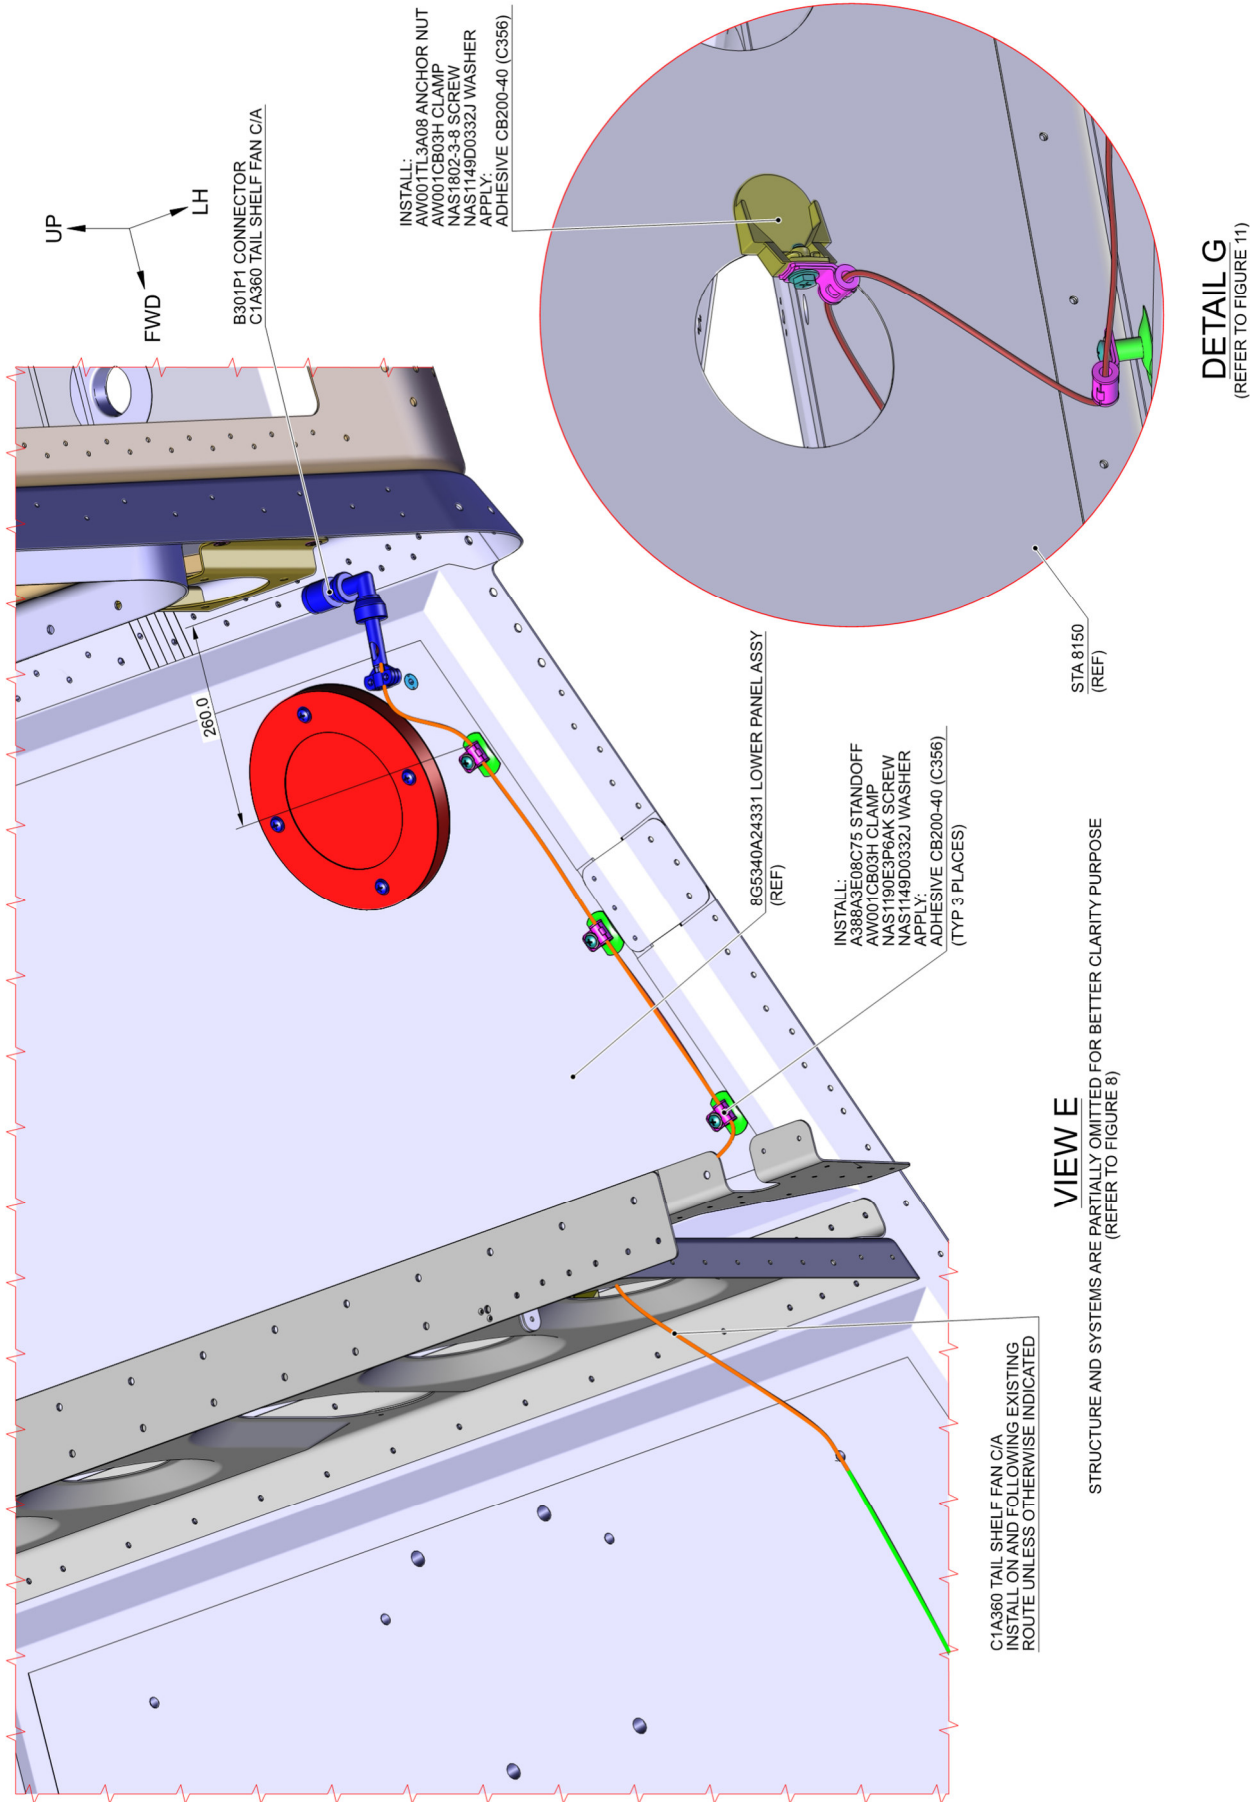 UP
FWD
LH
B301P1 CONNECTOR
C1A360 TAIL SHELF FAN C/A
INSTALL:
AW001TL3A08 ANCHOR NUT
AW001CB03H CLAMP
NAS1802-3-8 SCREW
NAS1149D0332J WASHER
APPLY:
ADHESIVE CB200-40 (C356)
260.0
8G5340A24331 LOWER PANEL ASSY
(REF)
INSTALL:
A388A3E08C75 STANDOFF
AW001CB03H CLAMP
NAS1190E3P6AK SCREW
NAS1149D0332J WASHER
APPLY:
ADHESIVE CB200-40 (C356)
(TYP 3 PLACES)
STA 8150
(REF)
DETAIL G
(REFER TO FIGURE 11)
C1A360 TAIL SHELF FAN C/A
INSTALL ON AND FOLLOWING EXISTING
ROUTE UNLESS OTHERWISE INDICATED
VIEW E
STRUCTURE AND SYSTEMS ARE PARTIALLY OMITTED FOR BETTER CLARITY PURPOSE
(REFER TO FIGURE 8)